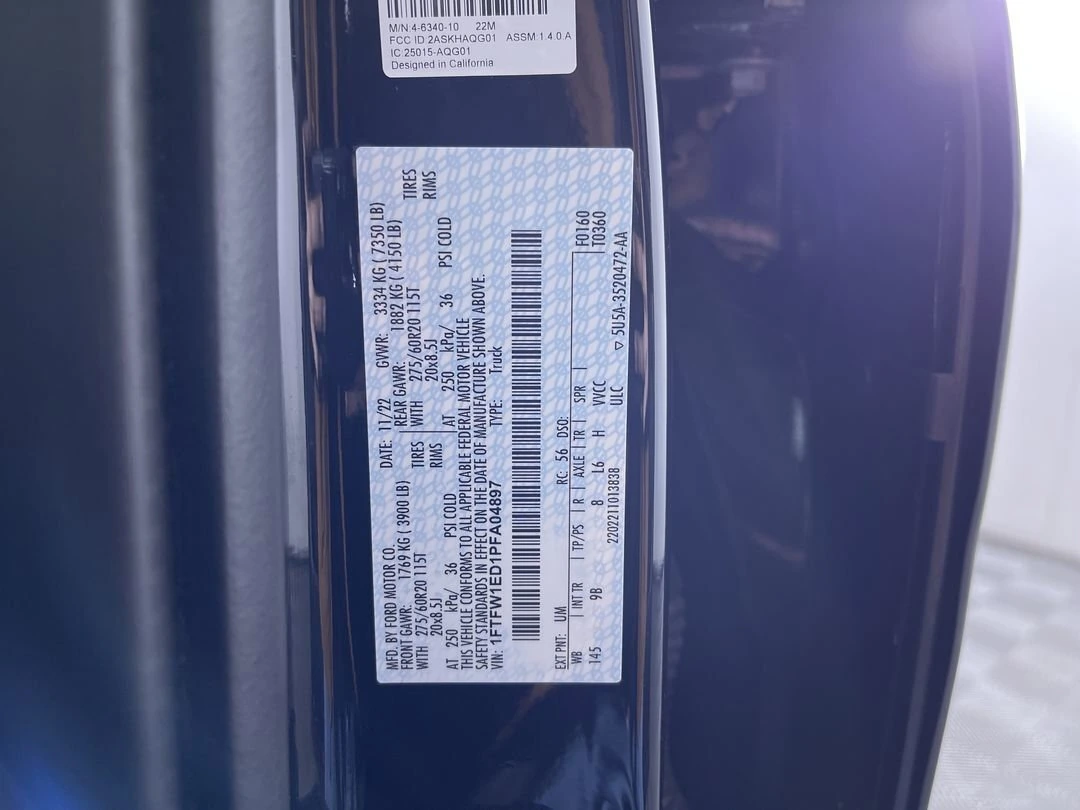 M/N:4-6340-10 22M
FCC ID:2ASKHAQG01 ASSM:1.4.0.A
IC:25015-AQG01
Designed in California
MFD. BY FORD MOTOR CO. DATE: 11/22 GVWR: 3334 KG ( 7350 LB)
FRONT GAWR: 1769 KG ( 3900 LB) REAR GAWR: 1882 KG ( 4150 LB)
WITH 275/60R20 115T TIRES WITH 275/60R20 115T TIRES
20x8.5J RIMS 20x8.5J RIMS
AT 250 kPa/ 36 PSI COLD AT 250 kPa/ 36 PSI COLD
THIS VEHICLE CONFORMS TO ALL APPLICABLE FEDERAL MOTOR VEHICLE
SAFETY STANDARDS IN EFFECT ON THE DATE OF MANUFACTURE SHOWN ABOVE.
VIN: 1FTFW1ED1PFA04897 TYPE: Truck
EXT PNT: UM RC: 56 DSO: F0160
WB INT TR TP/PS R AXLE TR SPR T0360
145 9B 8 L6 H VVCC
2202211013838 ULC ▽ 5U5A-3520472-AA